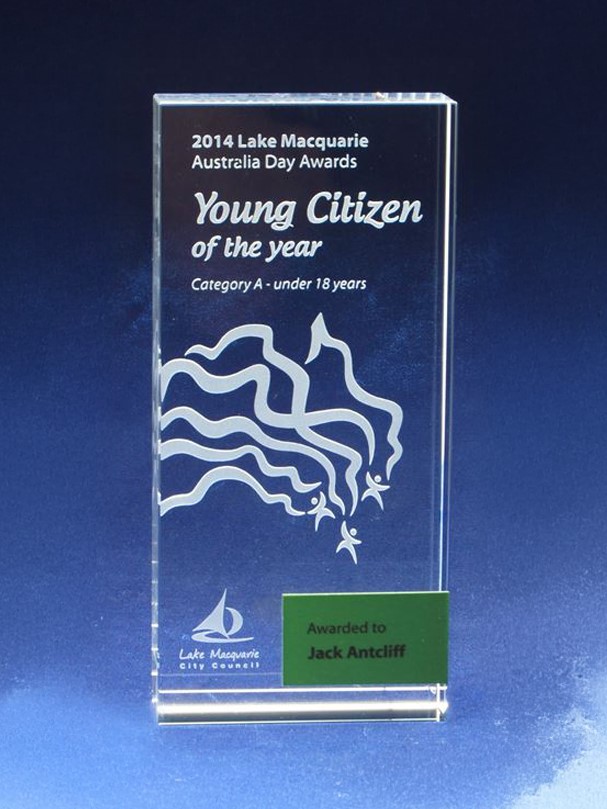 2014 Lake Macquarie
Australia Day Awards
Young Citizen
of the year
Category A - under 18 years
Lake Macquarie
City Council
Awarded to
Jack Antcliff